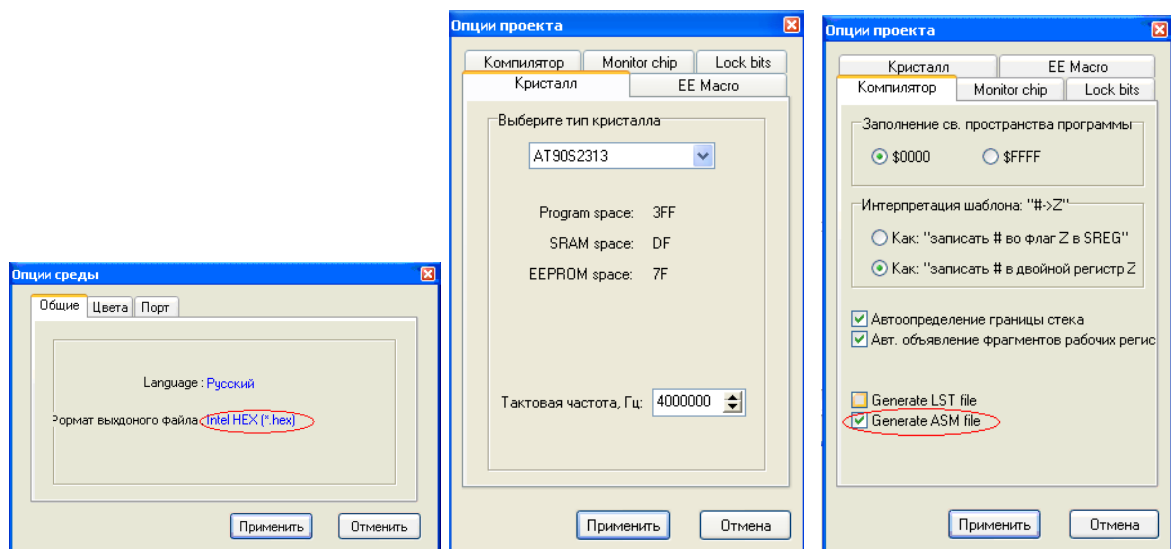 Опции среды
Общие Цвета Порт
Language : Русский
Формат выходного файла Intel HEX (*.hex)
Применить Отменить
Опции проекта
Компилятор Monitor chip Lock bits
Кристалл EE Macro
Выберите тип кристалла
AT90S2313
Program space: 3FF
SRAM space: DF
EEPROM space: 7F
Тактовая частота, Гц: 4000000
Применить Отмена
Опции проекта
Кристалл EE Macro
Компилятор Monitor chip Lock bits
Заполнение св. пространства программы
$0000 $FFFF
Интерпретация шаблона: "#->Z"
Как: "записать # во флаг Z в SREG"
Как: "записать # в двойной регистр Z
Автоопределение границы стека
Авт. объявление фрагментов рабочих регис
Generate LST file
Generate ASM file
Применить Отмена